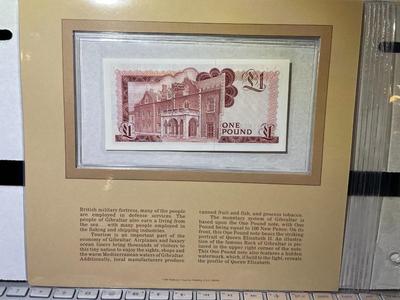 £1
ONE
POUND
£1
£1
British military fortress, many of the people
are employed in defense services. The
people of Gibraltar also earn a living from
the sea . . . with many people employed in
the fishing and shipping industries.
Tourism is an important part of the
economy of Gibraltar. Airplanes and luxury
ocean liners bring thousands of visitors to
this tiny nation to enjoy the sights, shops and
the warm Mediterranean waters of Gibraltar.
Additionally, local manufacturers produce
canned fruit and fish, and process tobacco.
The monetary system of Gibraltar is
based upon the One Pound note, with One
Pound being equal to 100 New Pence. On its
front, this One Pound note bears the striking
portrait of Queen Elizabeth II. An illustra-
tion of the famous Rock of Gibraltar is fea-
tured in the upper right corner of the note.
This One Pound note also features a hidden
watermark, which, if held to the light, reveals
the profile of Queen Elizabeth.